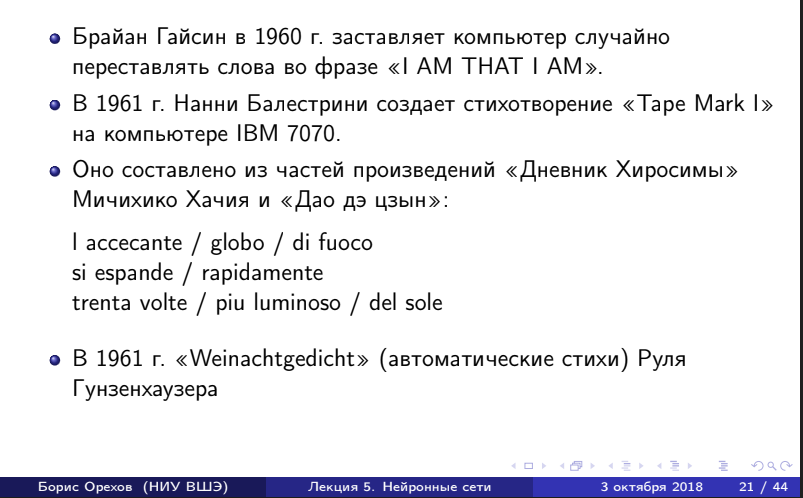 Брайан Гайсин в 1960 г. заставляет компьютер случайно
переставлять слова во фразе «I AM THAT I AM».
В 1961 г. Нанни Балестрини создает стихотворение «Tape Mark I»
на компьютере IBM 7070.
Оно составлено из частей произведений «Дневник Хиросимы»
Мичихико Хачия и «Дао дэ цзын»:
l accecante / globo / di fuoco
si espande / rapidamente
trenta volte / piu luminoso / del sole
В 1961 г. «Weinachtgedicht» (автоматические стихи) Руля
Гунзенхаузера
Борис Орехов (НИУ ВШЭ) Лекция 5. Нейронные сети 3 октября 2018 21 / 44